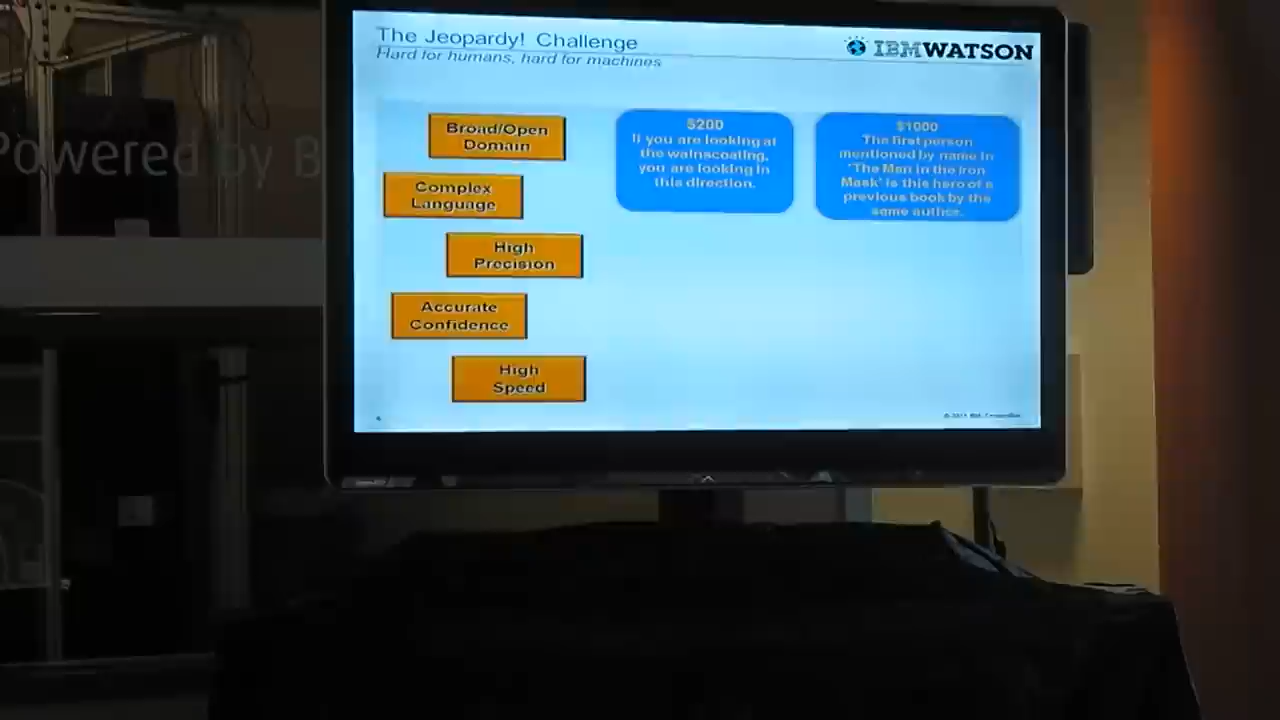 The Jeopardy! Challenge
Hard for humans, hard for machines
IBM WATSON
Broad/Open
Domain
Complex
Language
High
Precision
Accurate
Confidence
High
Speed
$200
If you are looking at
the wainscoating,
you are looking in
this direction.
$1000
The first person
mentioned by name in
'The Man in the Iron
Mask' is this hero of a
previous book by the
same author.
Powered by B